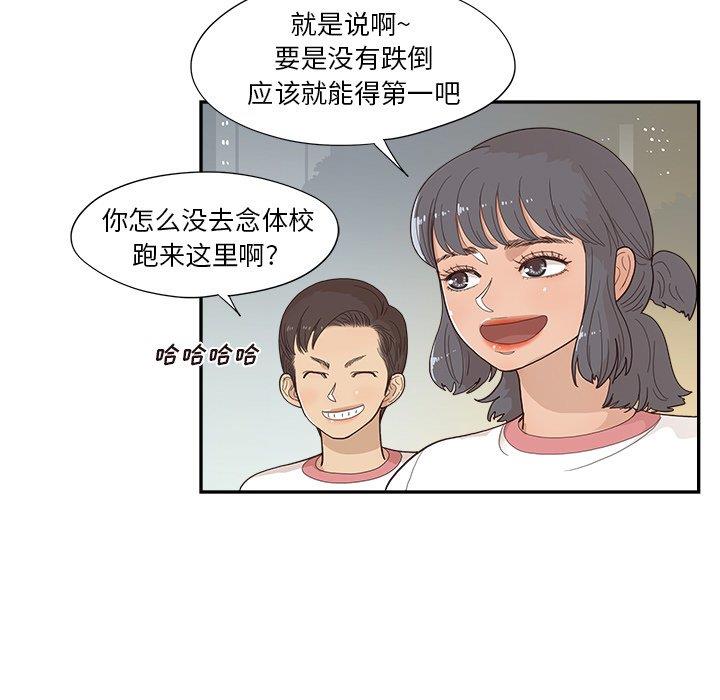 就是说啊~
要是没有跌倒
应该就能得第一吧
你怎么没去念体校
跑来这里啊?
哈哈哈哈